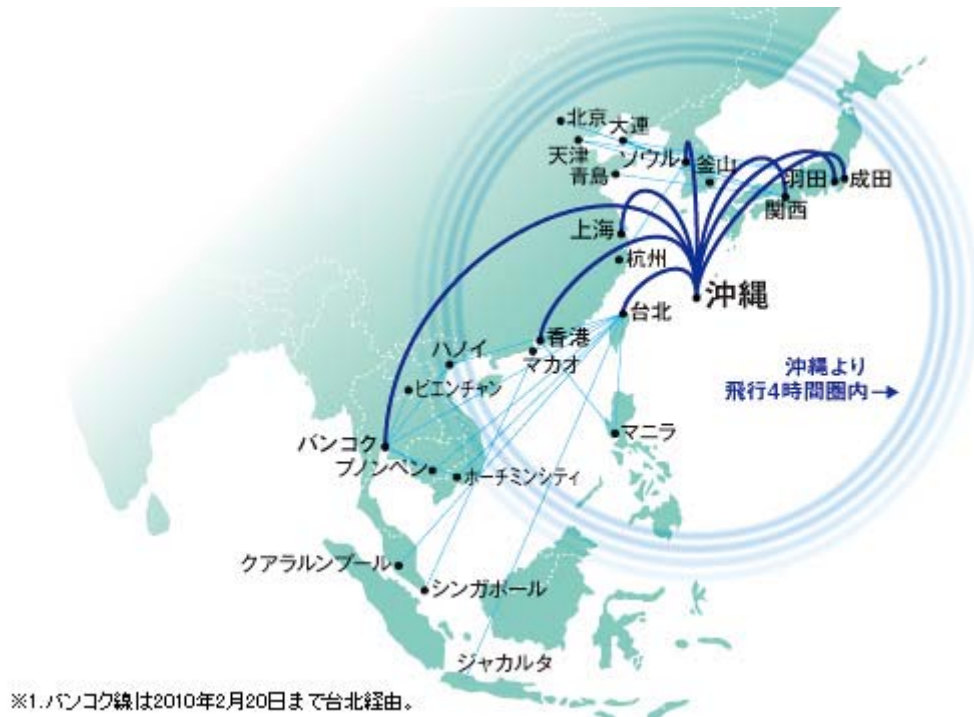 北京
大連
天津
ソウル
釜山
青島
羽田
成田
関西
上海
杭州
沖縄
台北
香港
マカオ
ハノイ
ビエンチャン
沖縄より
飛行4時間圏内→
バンコク
プノンペン
ホーチミンシティ
マニラ
クアラルンプール
シンガポール
ジャカルタ
※1.バンコク線は2010年2月20日まで台北経由。